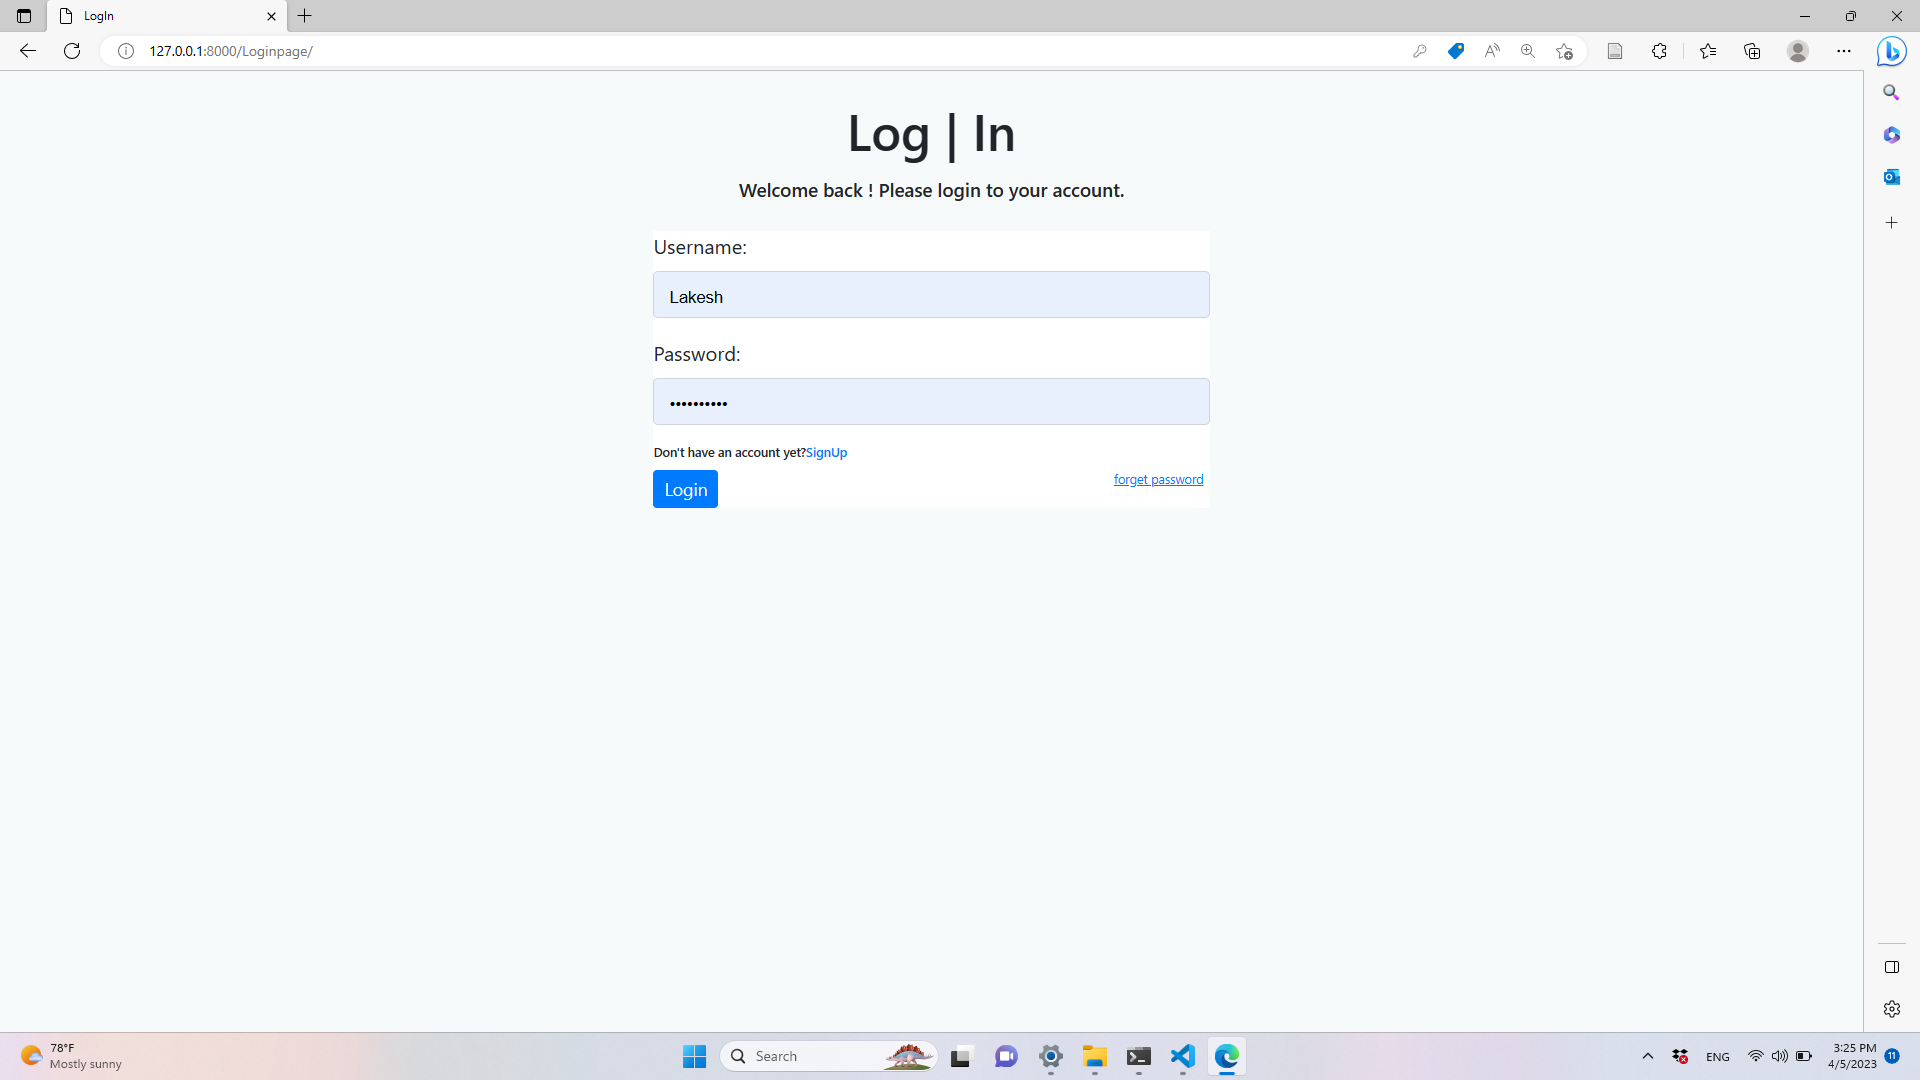 LogIn
127.0.0.1:8000/Loginpage/
Log | In
Welcome back ! Please login to your account.
Username:
Lakesh
Password:
••••••••••
Don't have an account yet?SignUp
Login
forget password
78°F
Mostly sunny
Search
ENG
3:25 PM
4/5/2023
11